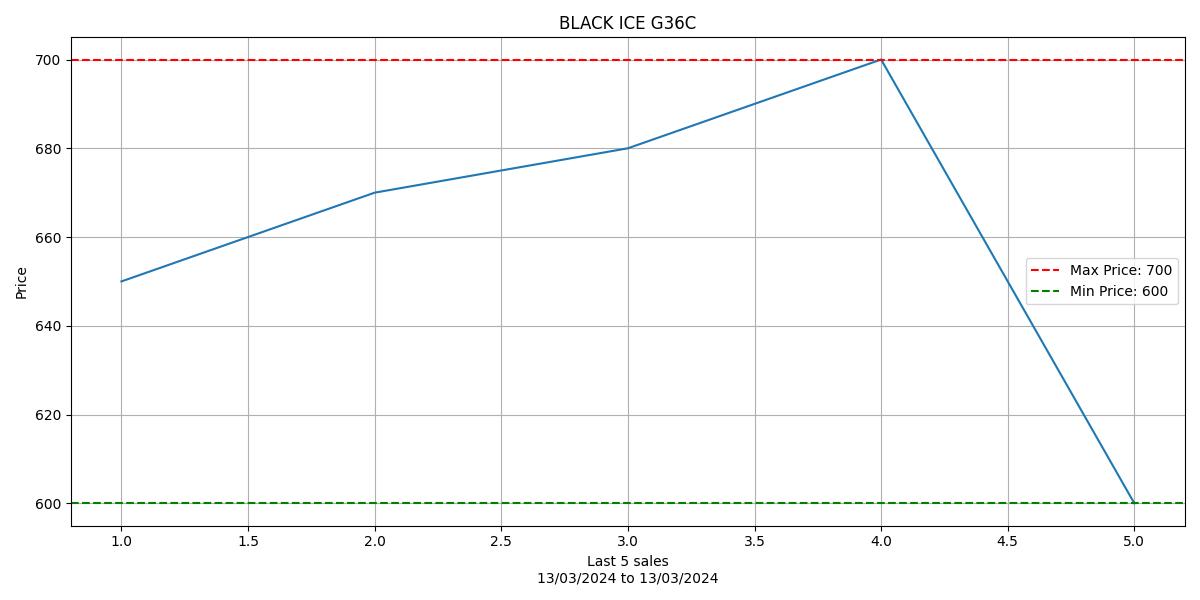 BLACK ICE G36C
Price
700
680
660
640
620
600
Max Price: 700
Min Price: 600
1.0 1.5 2.0 2.5 3.0 3.5 4.0 4.5 5.0
Last 5 sales
13/03/2024 to 13/03/2024